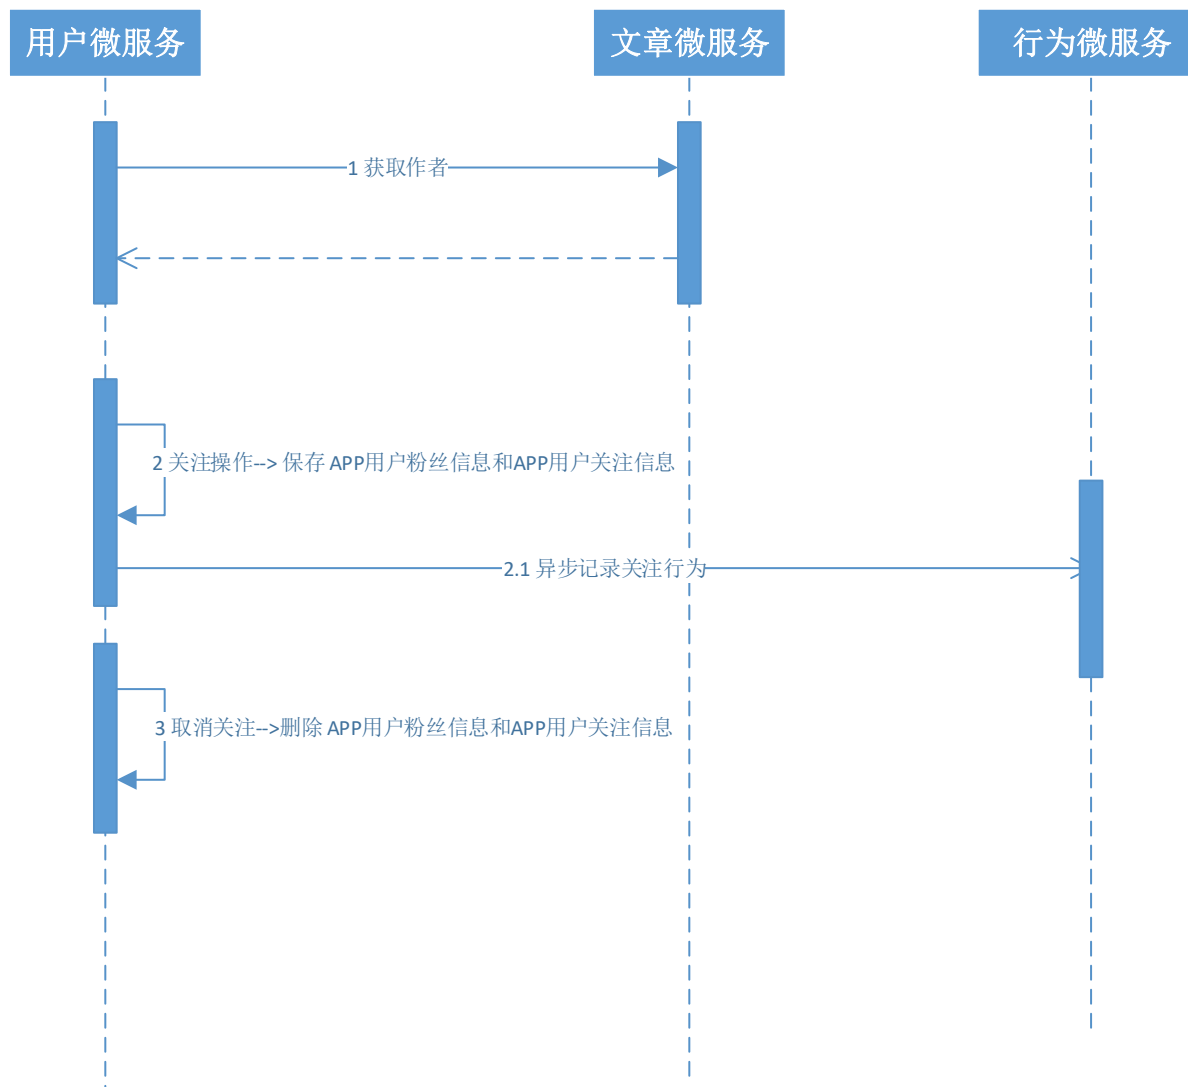 用户微服务
文章微服务
行为微服务
1 获取作者
2 关注操作--> 保存 APP用户粉丝信息和APP用户关注信息
2.1 异步记录关注行为
3 取消关注-->删除 APP用户粉丝信息和APP用户关注信息